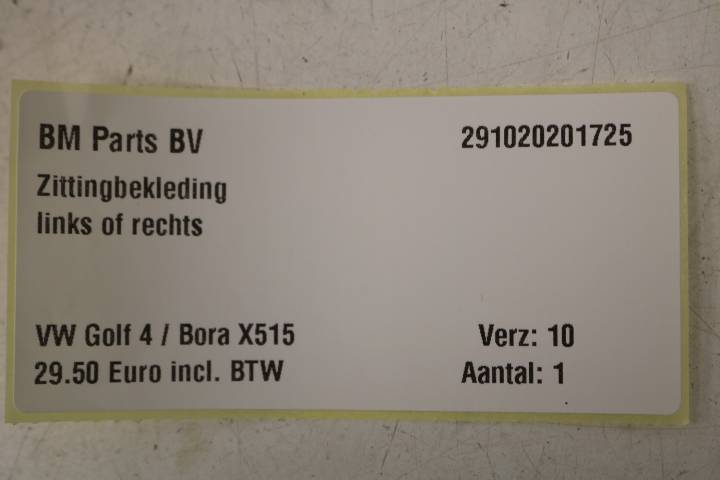 BM Parts BV 291020201725
Zittingbekleding
links of rechts
VW Golf 4 / Bora X515 Verz: 10
29.50 Euro incl. BTW Aantal: 1